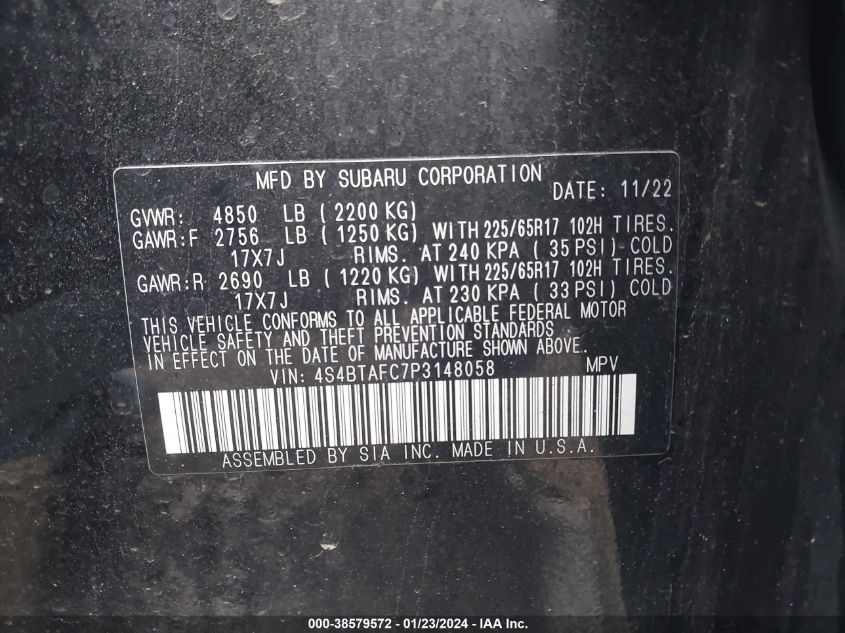 MFD BY SUBARU CORPORATION DATE: 11/22
GVWR: 4850 LB ( 2200 KG)
GAWR:F 2756 LB ( 1250 KG) WITH 225/65R17 102H TIRES.
17X7J RIMS. AT 240 KPA ( 35 PSI) COLD
GAWR:R 2690 LB ( 1220 KG) WITH 225/65R17 102H TIRES.
17X7J RIMS. AT 230 KPA ( 33 PSI) COLD
THIS VEHICLE CONFORMS TO ALL APPLICABLE FEDERAL MOTOR
VEHICLE SAFETY AND THEFT PREVENTION STANDARDS
IN EFFECT ON THE DATE OF MANUFACTURE SHOWN ABOVE..
VIN: 4S4BTAFC7P3148058 MPV
ASSEMBLED BY SIA INC. MADE IN U.S.A.
000-38579572 - 01/23/2024 - IAA Inc.